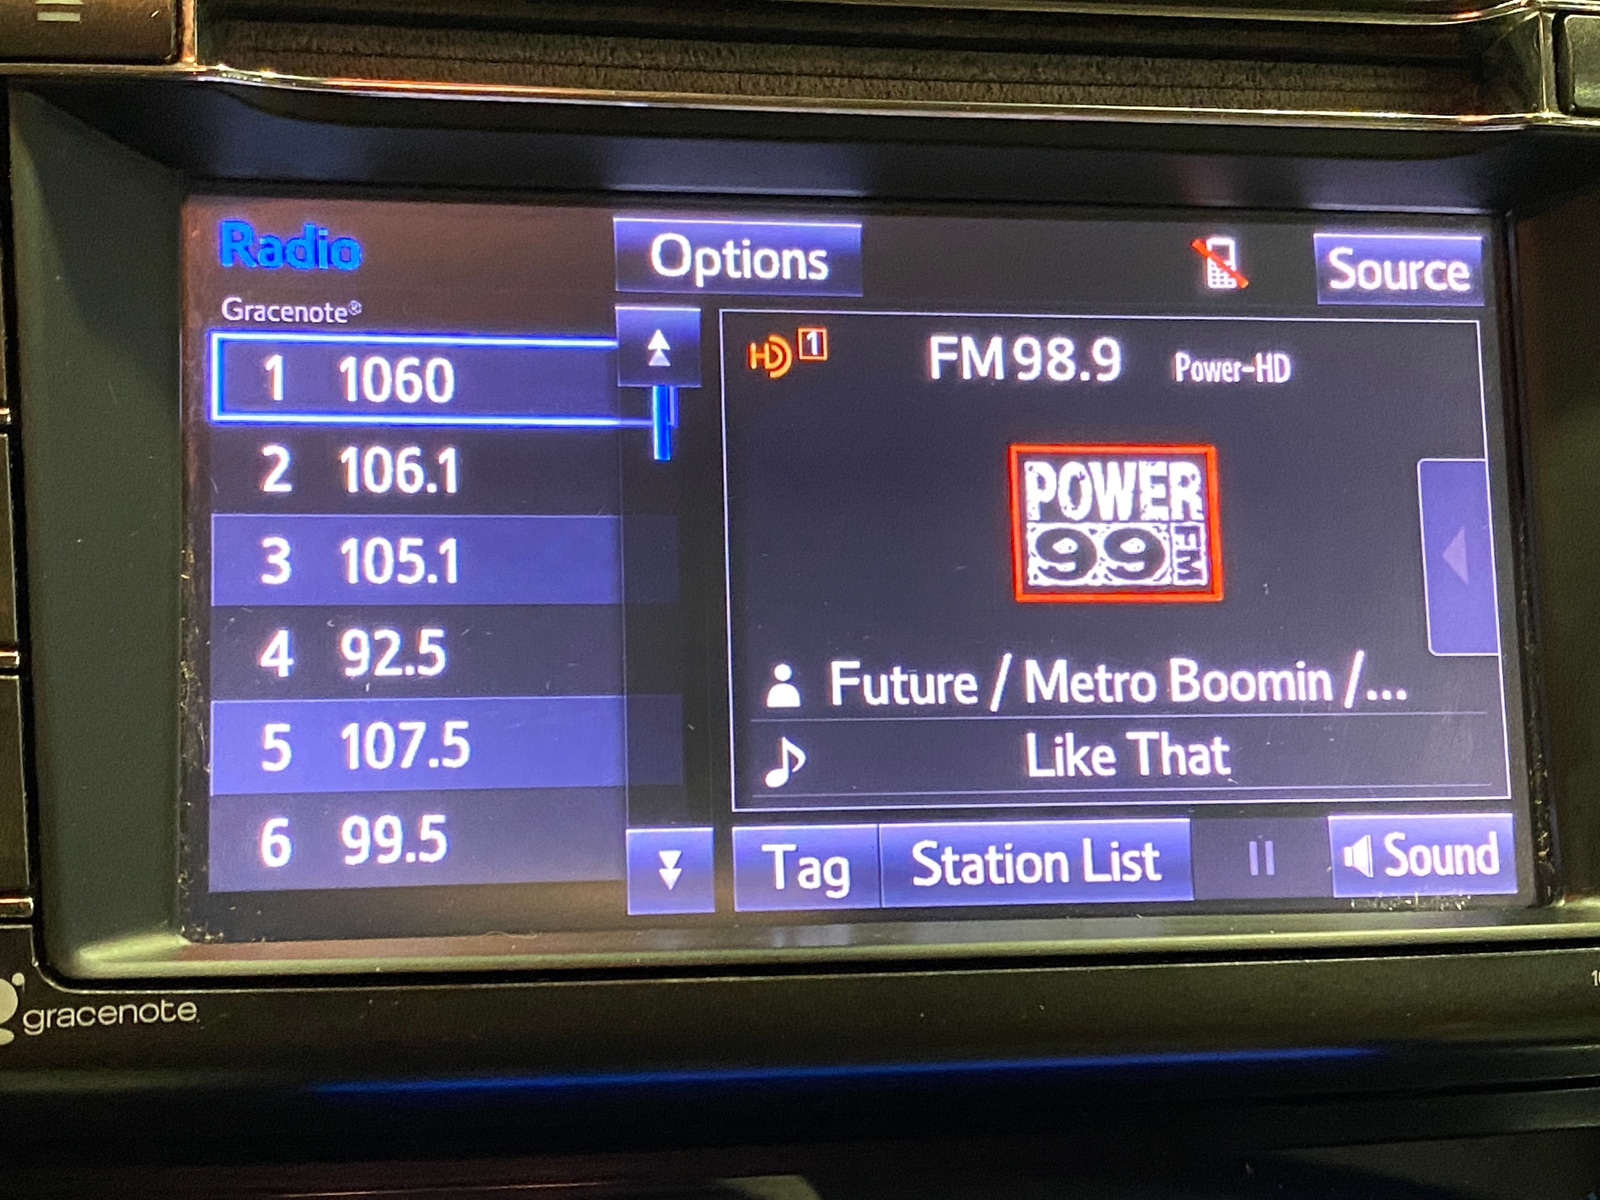 Radio
Options
Source
Gracenote®
1 1060
2 106.1
3 105.1
4 92.5
5 107.5
6 99.5
HD 1
FM 98.9 Power-HD
POWER
99 FM
Future / Metro Boomin /...
Like That
Tag
Station List
Sound
gracenote